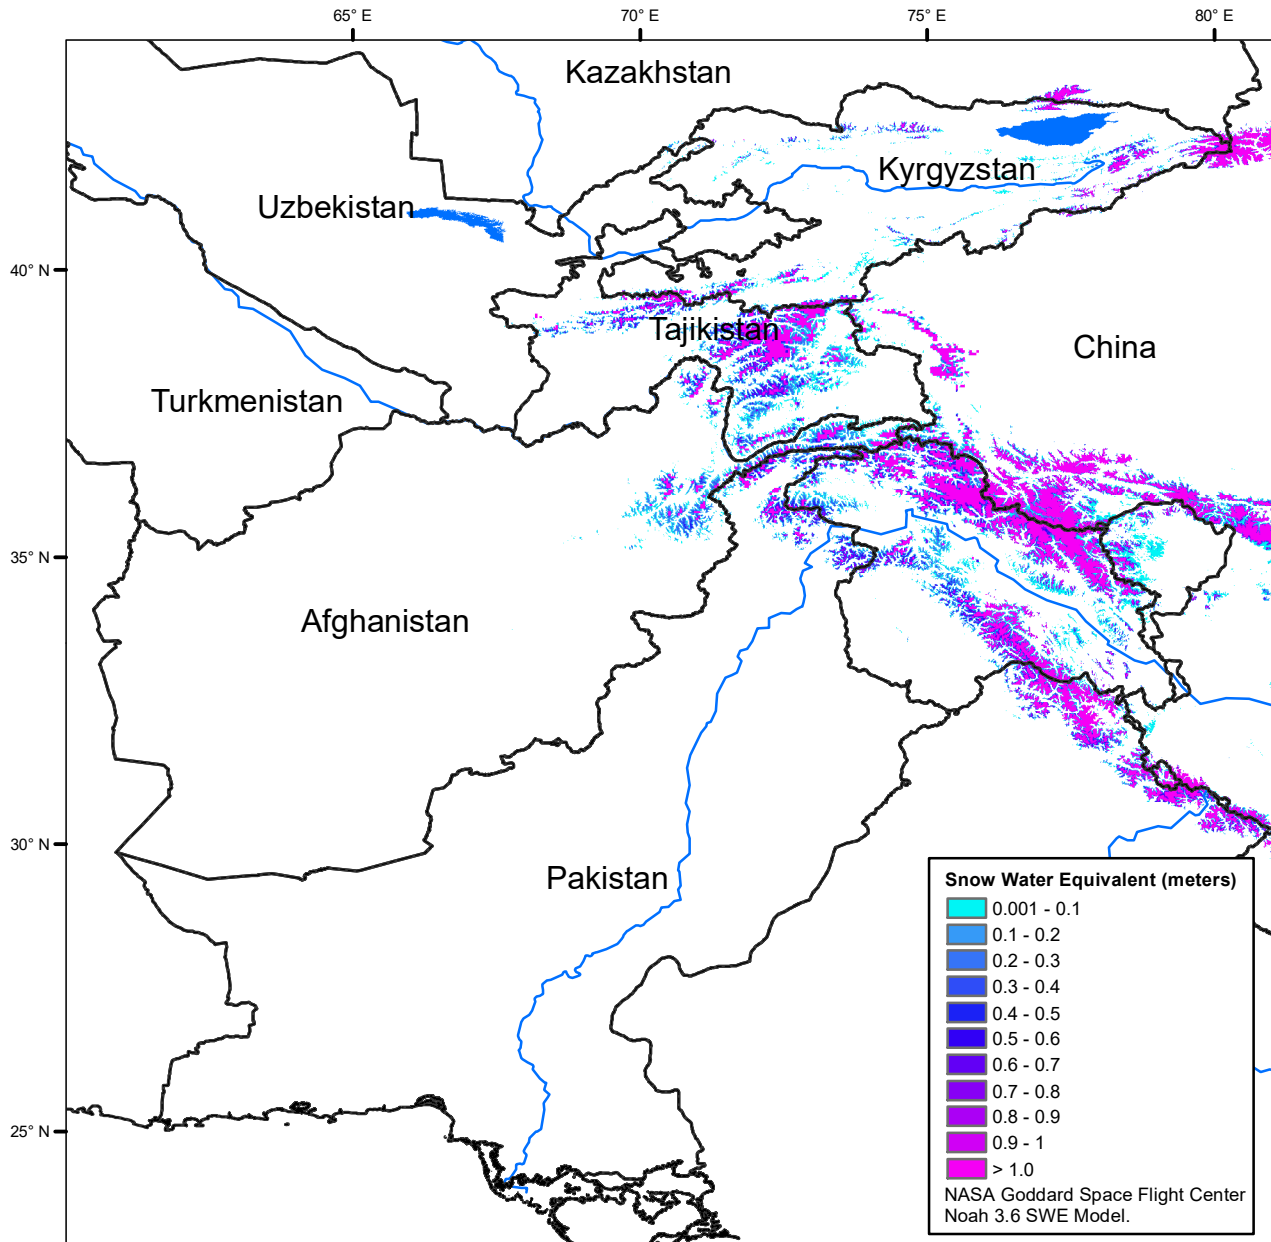 65° E
70° E
75° E
80° E
Kazakhstan
Kyrgyzstan
Uzbekistan
40° N
Tajikistan
China
Turkmenistan
35° N
Afghanistan
30° N
Pakistan
25° N
Snow Water Equivalent (meters)
0.001 - 0.1
0.1 - 0.2
0.2 - 0.3
0.3 - 0.4
0.4 - 0.5
0.5 - 0.6
0.6 - 0.7
0.7 - 0.8
0.8 - 0.9
0.9 - 1
> 1.0
NASA Goddard Space Flight Center
Noah 3.6 SWE Model.